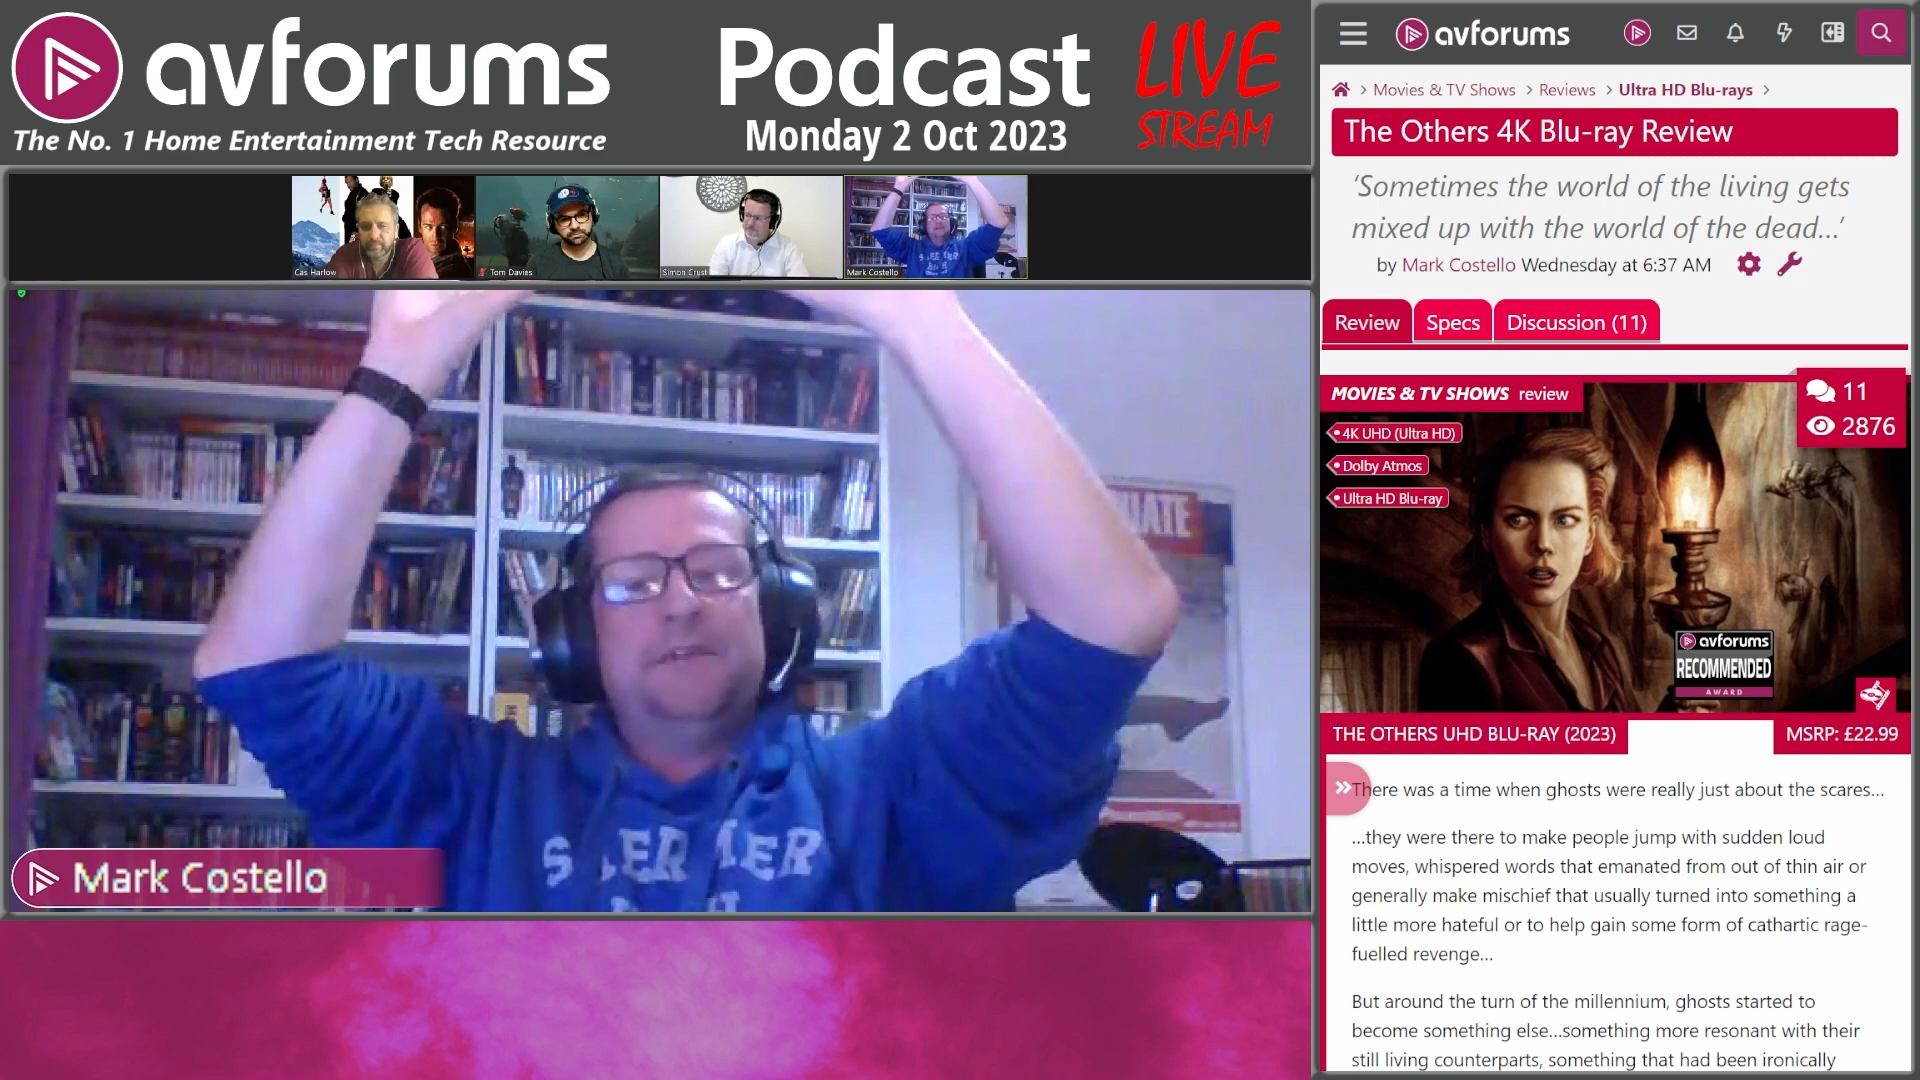 avforums
The No. 1 Home Entertainment Tech Resource
Podcast
Monday 2 Oct 2023
LIVE
STREAM
Cas Harlow
Tom Davies
Simon Crust
Mark Costello
Mark Costello
avforums
Movies & TV Shows > Reviews > Ultra HD Blu-rays >
The Others 4K Blu-ray Review
‘Sometimes the world of the living gets
mixed up with the world of the dead...’
by Mark Costello Wednesday at 6:37 AM
Review
Specs
Discussion (11)
MOVIES & TV SHOWS review
11
2876
4K UHD (Ultra HD)
Dolby Atmos
Ultra HD Blu-ray
avforums
RECOMMENDED
AWARD
THE OTHERS UHD BLU-RAY (2023)
MSRP: £22.99
There was a time when ghosts were really just about the scares...
...they were there to make people jump with sudden loud
moves, whispered words that emanated from out of thin air or
generally make mischief that usually turned into something a
little more hateful or to help gain some form of cathartic rage-
fuelled revenge...
But around the turn of the millennium, ghosts started to
become something else...something more resonant with their
still living counterparts, something that had been ironically